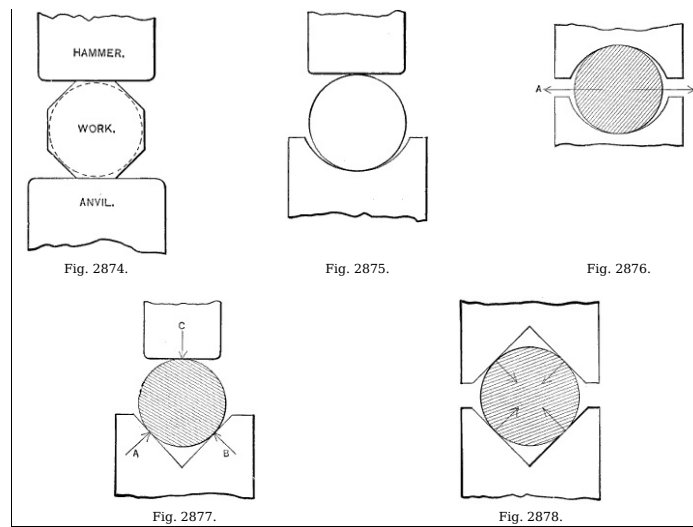 HAMMER.
WORK.
ANVIL.
Fig. 2874.
Fig. 2875.
A
Fig. 2876.
C
A
B
Fig. 2877.
Fig. 2878.